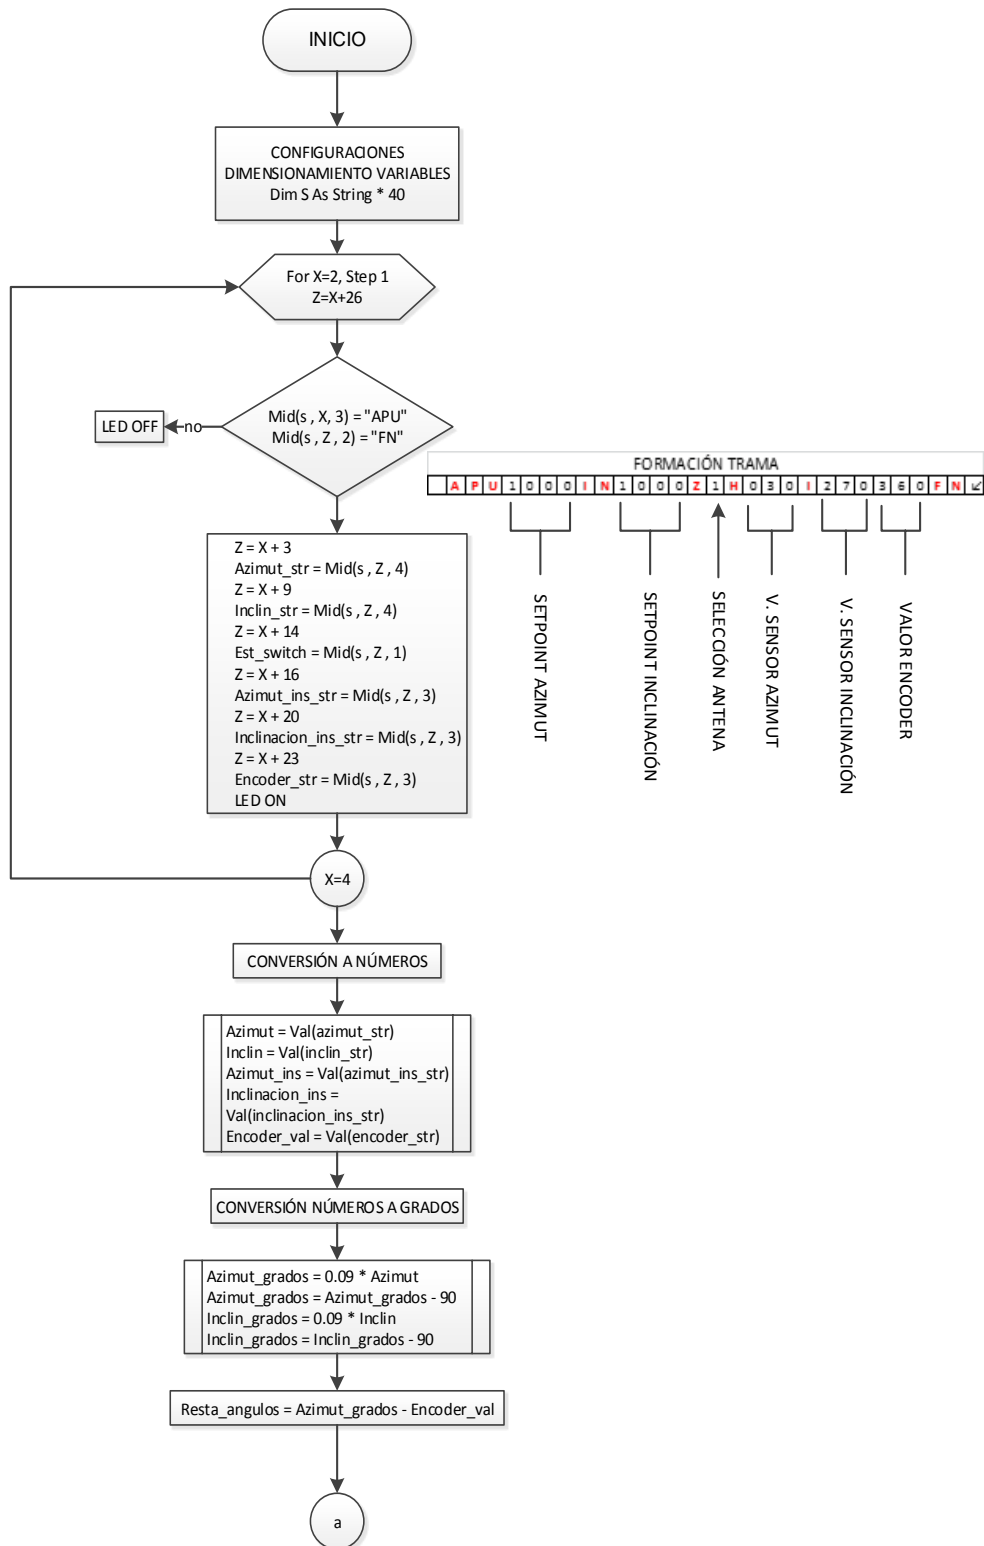 INICIO
CONFIGURACIONES
DIMENSIONAMIENTO VARIABLES
Dim S As String * 40
For X=2, Step 1
Z=X+26
Mid(s , X, 3) = "APU"
Mid(s , Z , 2) = "FN"
no
LED OFF
FORMACIÓN TRAMA
A P U 1 0 0 0 I N 1 0 0 0 Z 1 H 0 3 0 I 2 7 0 3 6 0 F N ↙
SETPOINT AZIMUT
SETPOINT INCLINACIÓN
SELECCIÓN ANTENA
V. SENSOR AZIMUT
V. SENSOR INCLINACIÓN
VALOR ENCODER
Z = X + 3
Azimut_str = Mid(s , Z , 4)
Z = X + 9
Inclin_str = Mid(s , Z , 4)
Z = X + 14
Est_switch = Mid(s , Z , 1)
Z = X + 16
Azimut_ins_str = Mid(s , Z , 3)
Z = X + 20
Inclinacion_ins_str = Mid(s , Z , 3)
Z = X + 23
Encoder_str = Mid(s , Z , 3)
LED ON
X=4
CONVERSIÓN A NÚMEROS
Azimut = Val(azimut_str)
Inclin = Val(inclin_str)
Azimut_ins = Val(azimut_ins_str)
Inclinacion_ins =
Val(inclinacion_ins_str)
Encoder_val = Val(encoder_str)
CONVERSIÓN NÚMEROS A GRADOS
Azimut_grados = 0.09 * Azimut
Azimut_grados = Azimut_grados - 90
Inclin_grados = 0.09 * Inclin
Inclin_grados = Inclin_grados - 90
Resta_angulos = Azimut_grados - Encoder_val
a